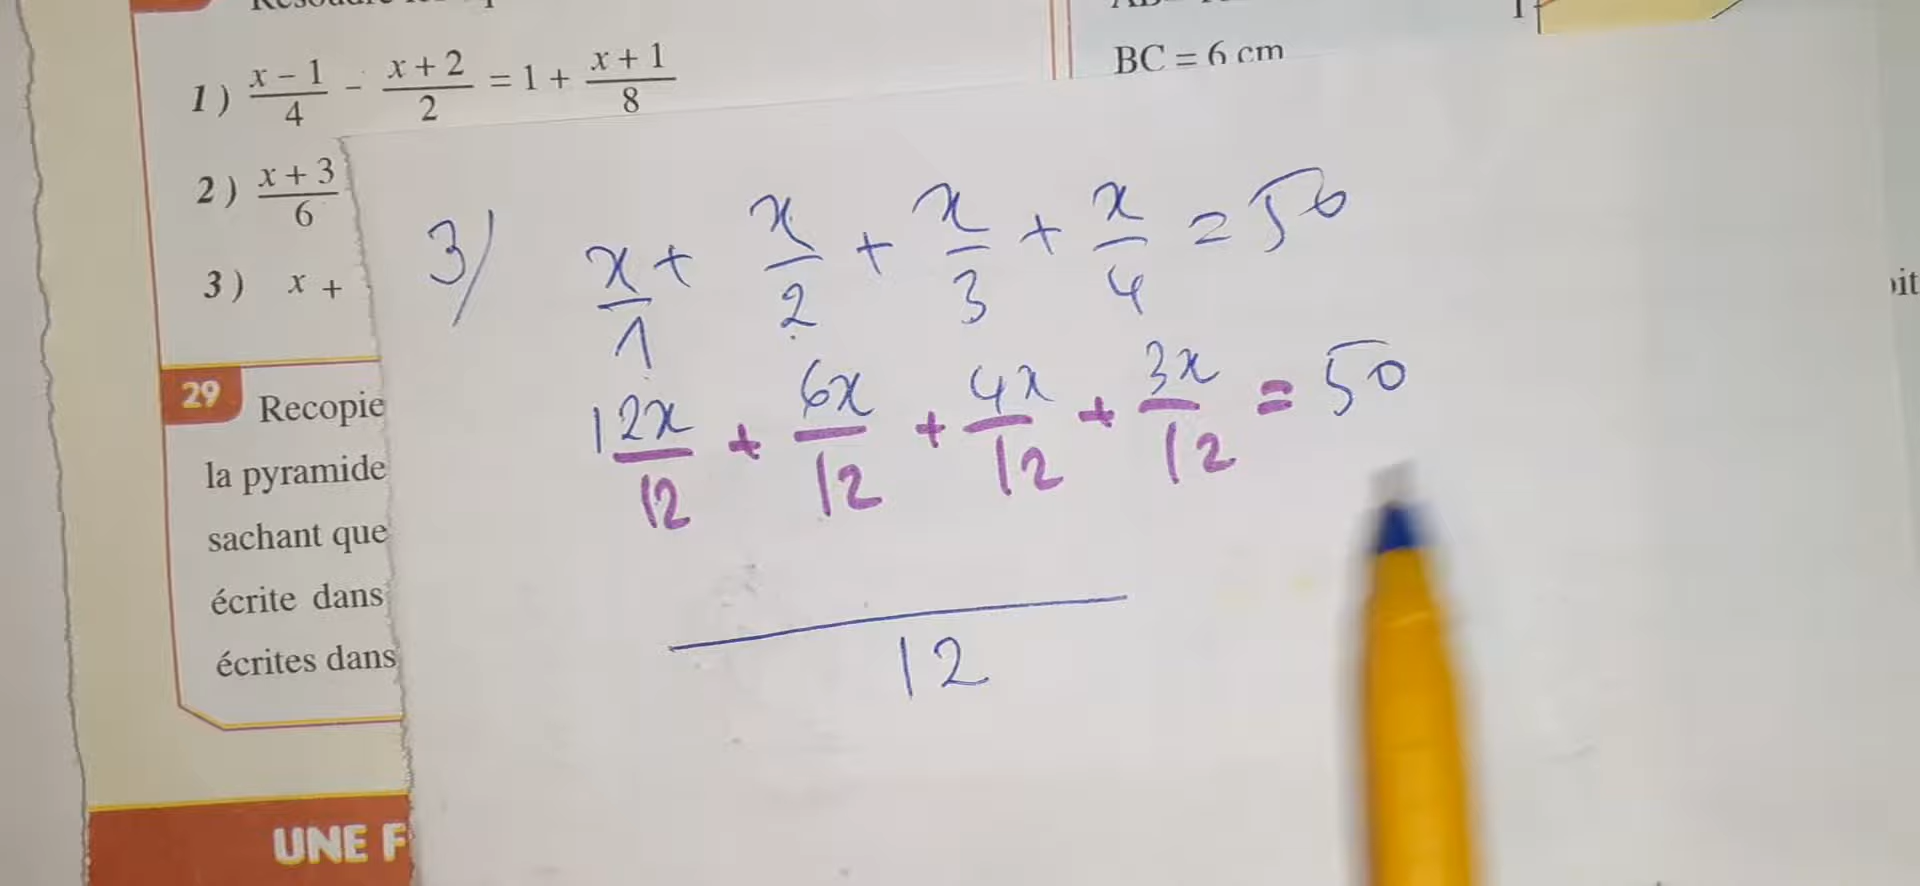 1) (x - 1)/4 - (x + 2)/2 = 1 + (x + 1)/8
BC = 6 cm
2) (x + 3)/6
3) x +
3/ x/1 + x/2 + x/3 + x/4 = 50
12x/12 + 6x/12 + 4x/12 + 3x/12 = 50
/12
29 Recopie
la pyramide
sachant que
écrite dans
écrites dans
UNE F